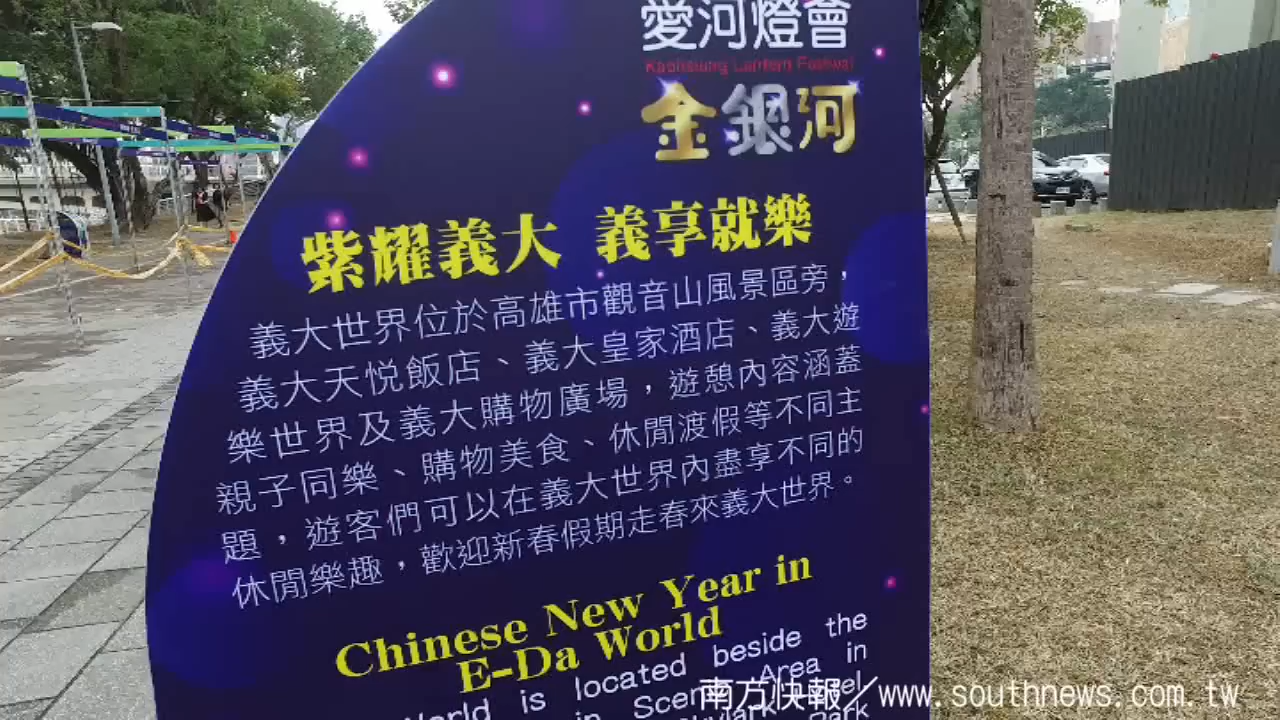 愛河燈會
Kaohsiung Lantern Festival
金銀河
紫耀義大 義享就樂
義大世界位於高雄市觀音山風景區旁，
義大天悅飯店、義大皇家酒店、義大遊
樂世界及義大購物廣場，遊憩內容涵蓋
親子同樂、購物美食、休閒渡假等不同主
題，遊客們可以在義大世界內盡享不同的
休閒樂趣，歡迎新春假期走春來義大世界。
Chinese New Year in
E-Da World
World is located beside the
in Scenic Area in
Skylark
Park
南方快報／www.southnews.com.tw